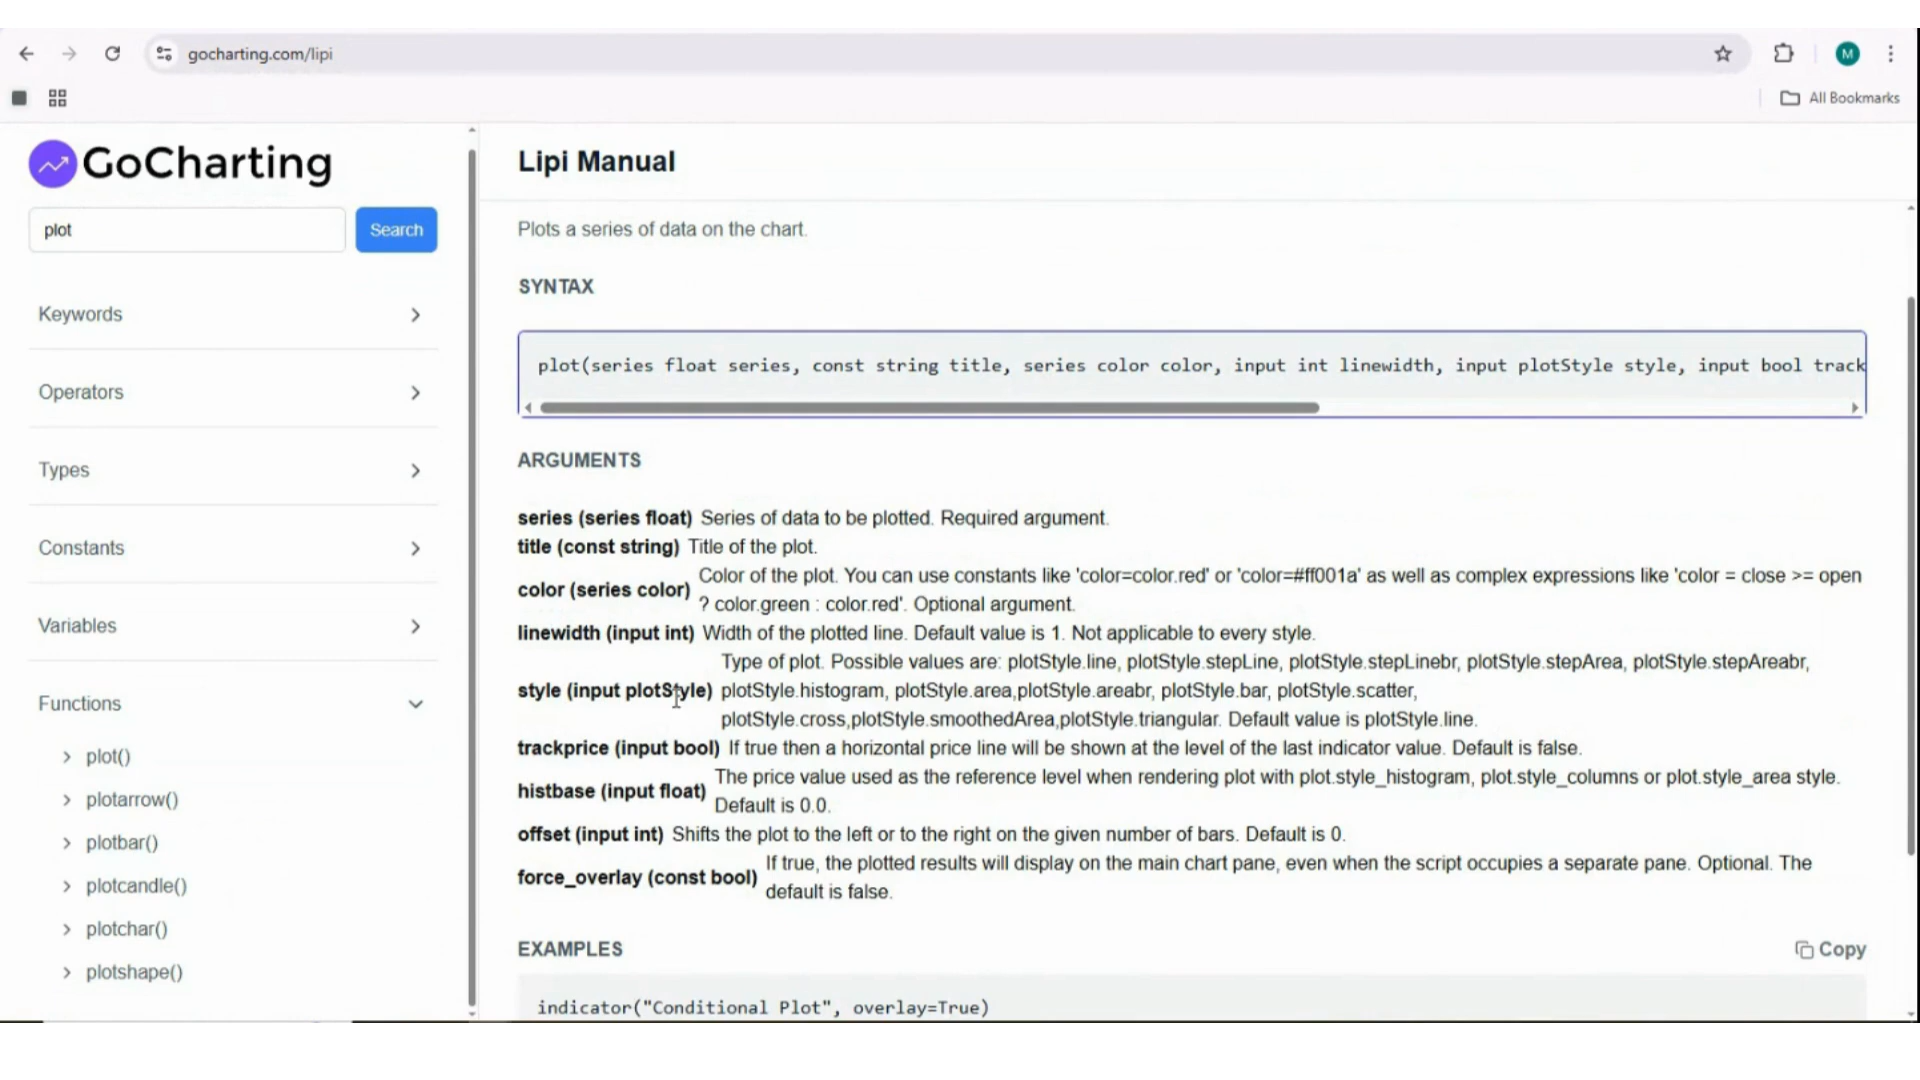 gocharting.com/lipi
M
All Bookmarks
GoCharting
plot
Search
Keywords
Operators
Types
Constants
Variables
Functions
plot()
plotarrow()
plotbar()
plotcandle()
plotchar()
plotshape()
Lipi Manual
Plots a series of data on the chart.
SYNTAX
plot(series float series, const string title, series color color, input int linewidth, input plotStyle style, input bool track
ARGUMENTS
series (series float) Series of data to be plotted. Required argument.
title (const string) Title of the plot.
color (series color) Color of the plot. You can use constants like 'color=color.red' or 'color=#ff001a' as well as complex expressions like 'color = close >= open
? color.green : color.red'. Optional argument.
linewidth (input int) Width of the plotted line. Default value is 1. Not applicable to every style.
style (input plotStyle) Type of plot. Possible values are: plotStyle.line, plotStyle.stepLine, plotStyle.stepLinebr, plotStyle.stepArea, plotStyle.stepAreabr,
plotStyle.histogram, plotStyle.area,plotStyle.areabr, plotStyle.bar, plotStyle.scatter,
plotStyle.cross,plotStyle.smoothedArea,plotStyle.triangular. Default value is plotStyle.line.
trackprice (input bool) If true then a horizontal price line will be shown at the level of the last indicator value. Default is false.
histbase (input float) The price value used as the reference level when rendering plot with plot.style_histogram, plot.style_columns or plot.style_area style.
Default is 0.0.
offset (input int) Shifts the plot to the left or to the right on the given number of bars. Default is 0.
force_overlay (const bool) If true, the plotted results will display on the main chart pane, even when the script occupies a separate pane. Optional. The
default is false.
EXAMPLES
Copy
indicator("Conditional Plot", overlay=True)